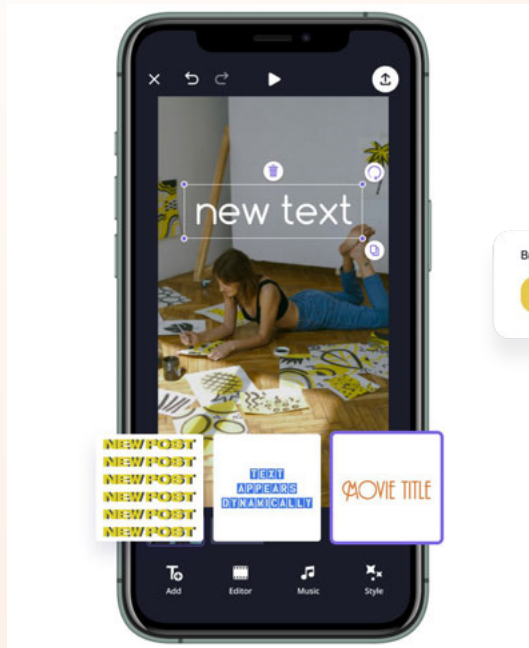 new text
NEW POST
NEW POST
NEW POST
NEW POST
NEW POST
NEW POST
TEXT
APPEARS
DYNAMICALLY
MOVIE TITLE
Add
Editor
Music
Style